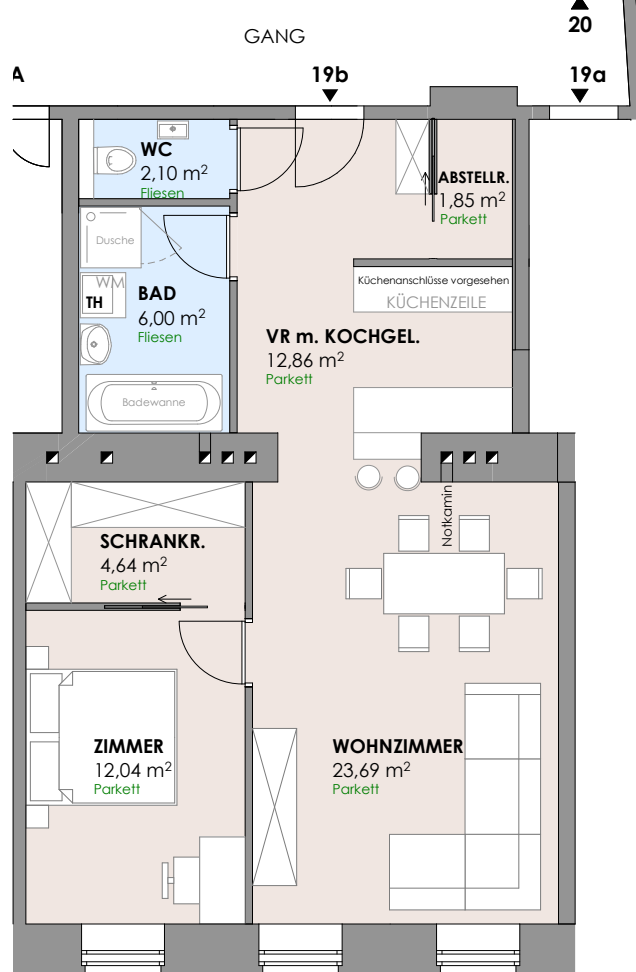 20
GANG
A
19b
19a
WC
2,10 m²
Fliesen
ABSTELLR.
1,85 m²
Parkett
Dusche
WM
TH
BAD
6,00 m²
Fliesen
Küchenanschlüsse vorgesehen
KÜCHENZEILE
VR m. KOCHGEL.
12,86 m²
Parkett
Badewanne
Notkamin
SCHRANKR.
4,64 m²
Parkett
ZIMMER
12,04 m²
Parkett
WOHNZIMMER
23,69 m²
Parkett